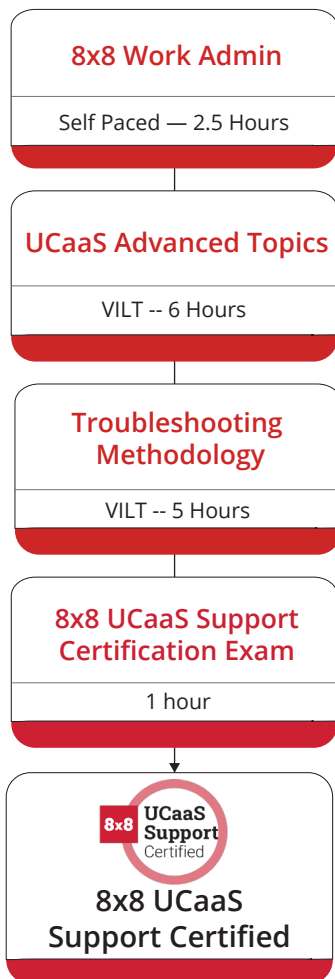 8x8 Work Admin
Self Paced — 2.5 Hours
UCaaS Advanced Topics
VILT -- 6 Hours
Troubleshooting
Methodology
VILT -- 5 Hours
8x8 UCaaS Support
Certification Exam
1 hour
8x8
UCaaS
Support
Certified
8x8 UCaaS
Support Certified